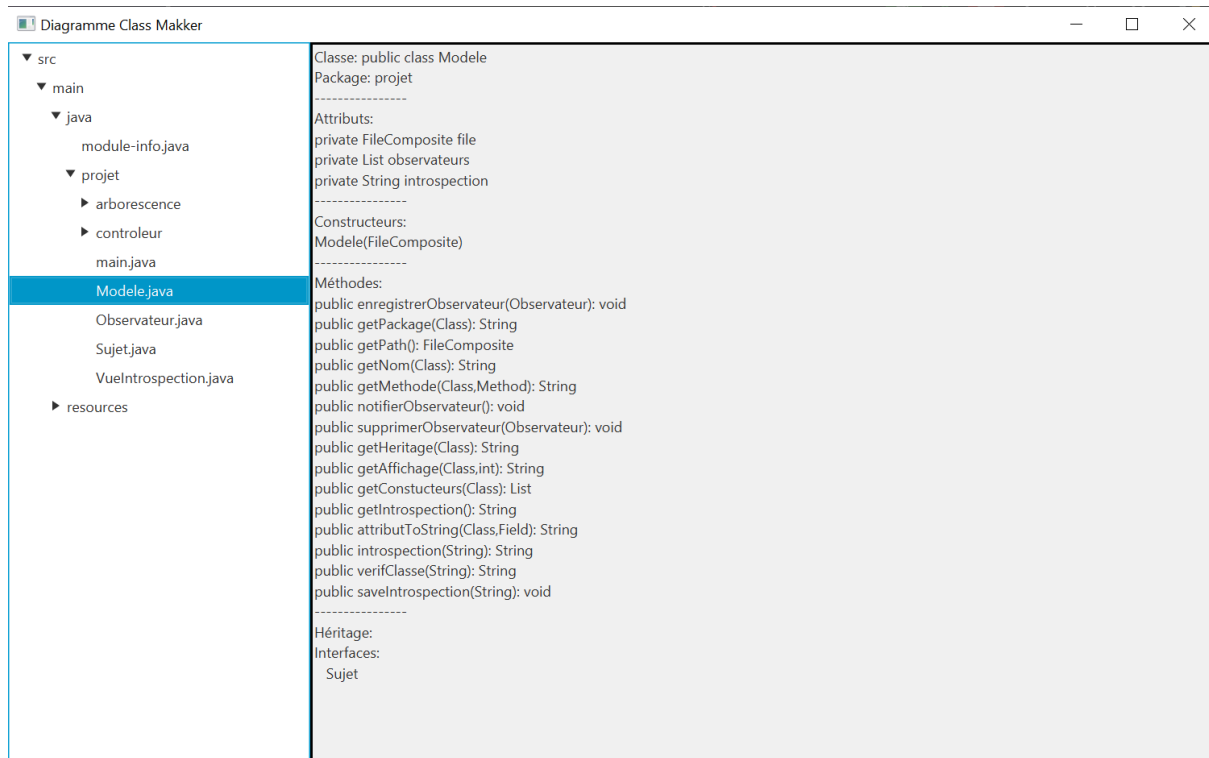 Diagramme Class Makker
src
main
java
module-info.java
projet
arborescence
controleur
main.java
Modele.java
Observateur.java
Sujet.java
VueIntrospection.java
resources
Classe: public class Modele
Package: projet
----------------
Attributs:
private FileComposite file
private List observateurs
private String introspection
----------------
Constructeurs:
Modele(FileComposite)
----------------
Méthodes:
public enregistrerObservateur(Observateur): void
public getPackage(Class): String
public getPath(): FileComposite
public getNom(Class): String
public getMethode(Class,Method): String
public notifierObservateur(): void
public supprimerObservateur(Observateur): void
public getHeritage(Class): String
public getAffichage(Class,int): String
public getConstucteurs(Class): List
public getIntrospection(): String
public attributToString(Class,Field): String
public introspection(String): String
public verifClasse(String): String
public saveIntrospection(String): void
----------------
Héritage:
Interfaces:
Sujet